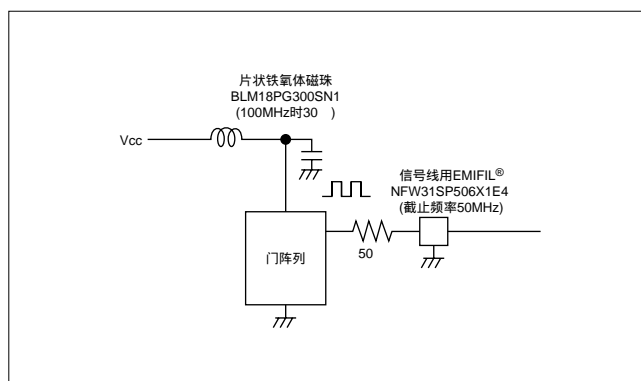 片状铁氧体磁珠
BLM18PG300SN1
(100MHz时30 )
Vcc
信号线用EMIFIL®
NFW31SP506X1E4
(截止频率50MHz)
门阵列
50